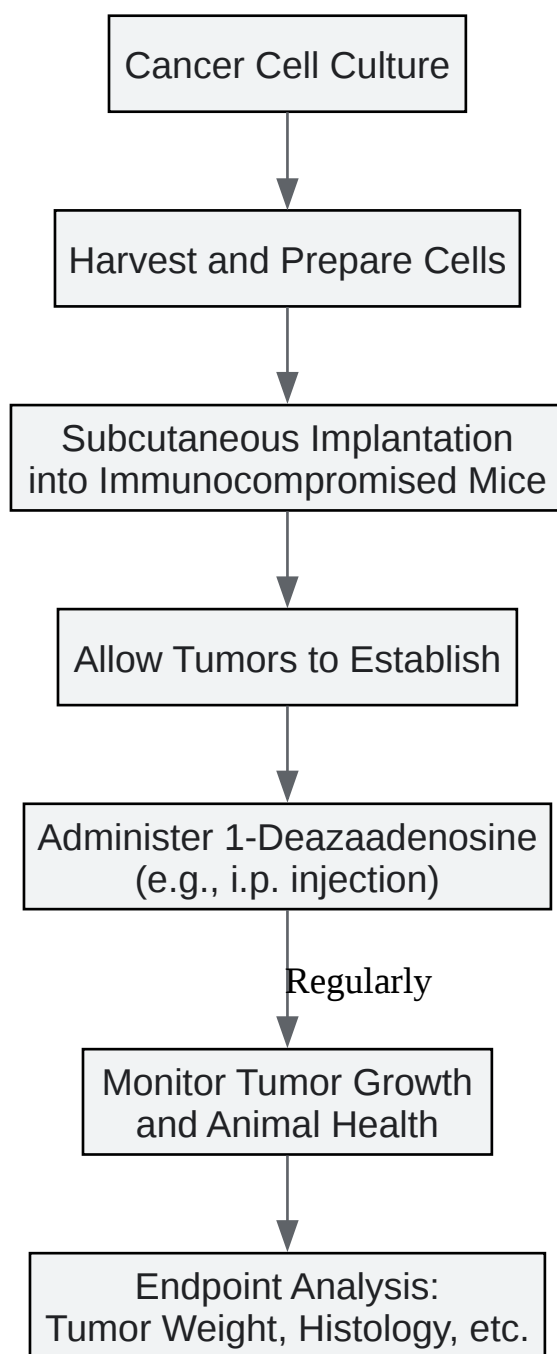 Cancer Cell Culture
Harvest and Prepare Cells
Subcutaneous Implantation
into Immunocompromised Mice
Allow Tumors to Establish
Administer 1-Deazaadenosine
(e.g., i.p. injection)
Regularly
Monitor Tumor Growth
and Animal Health
Endpoint Analysis:
Tumor Weight, Histology, etc.